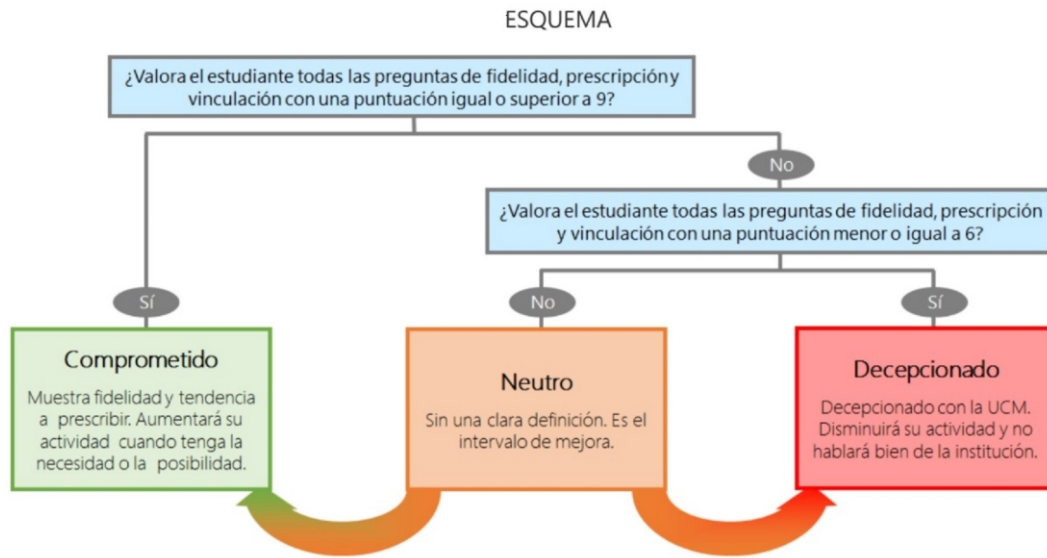 ESQUEMA
¿Valora el estudiante todas las preguntas de fidelidad, prescripción y
vinculación con una puntuación igual o superior a 9?
No
¿Valora el estudiante todas las preguntas de fidelidad, prescripción
y vinculación con una puntuación menor o igual a 6?
Sí
No
Sí
Comprometido
Muestra fidelidad y tendencia
a prescribir. Aumentará su
actividad cuando tenga la
necesidad o la posibilidad.
Neutro
Sin una clara definición. Es el
intervalo de mejora.
Decepcionado
Decepcionado con la UCM.
Disminuirá su actividad y no
hablará bien de la institución.